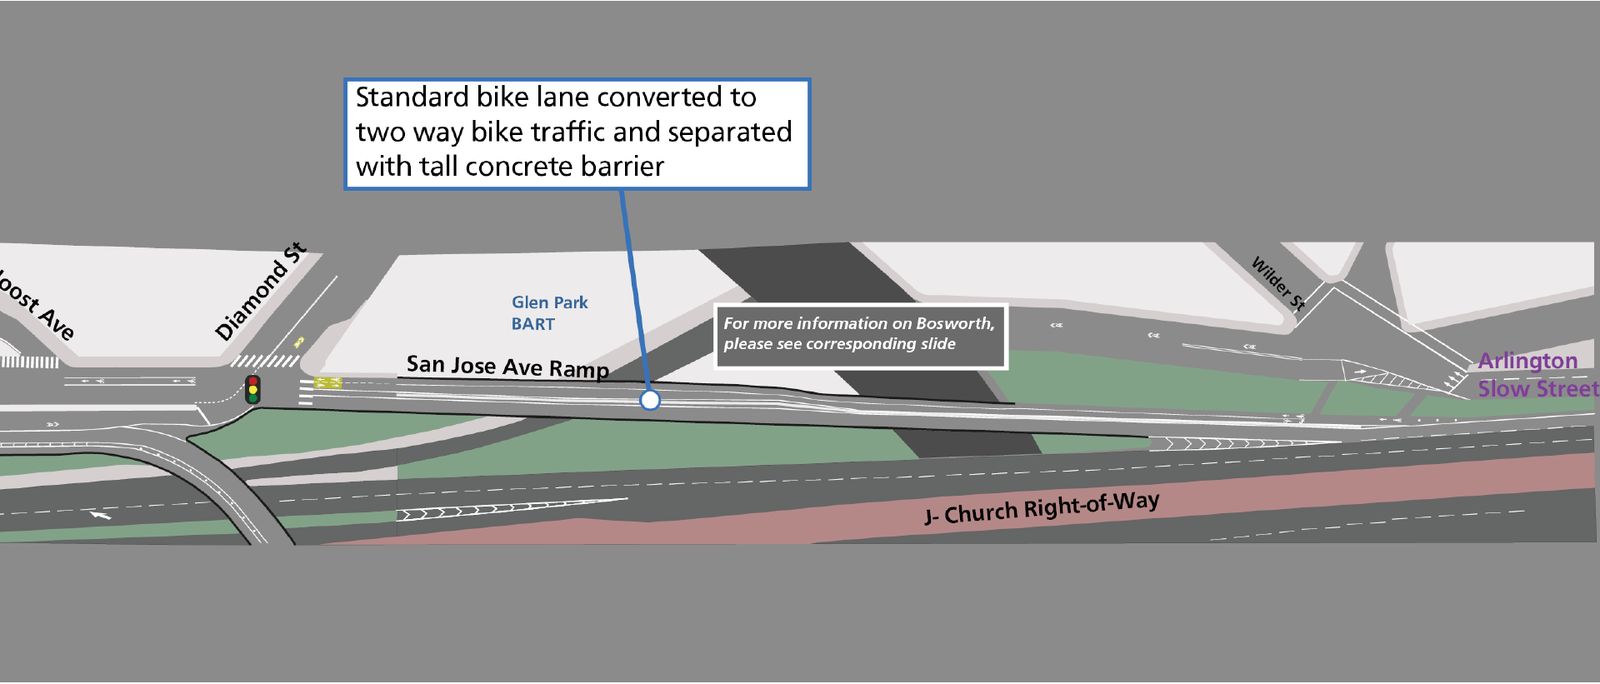 Standard bike lane converted to
two way bike traffic and separated
with tall concrete barrier
Diamond St
Ave
Glen Park
BART
San Jose Ave Ramp
For more information on Bosworth,
please see corresponding slide
Wilder St
Arlington
Slow Street
J- Church Right-of-Way